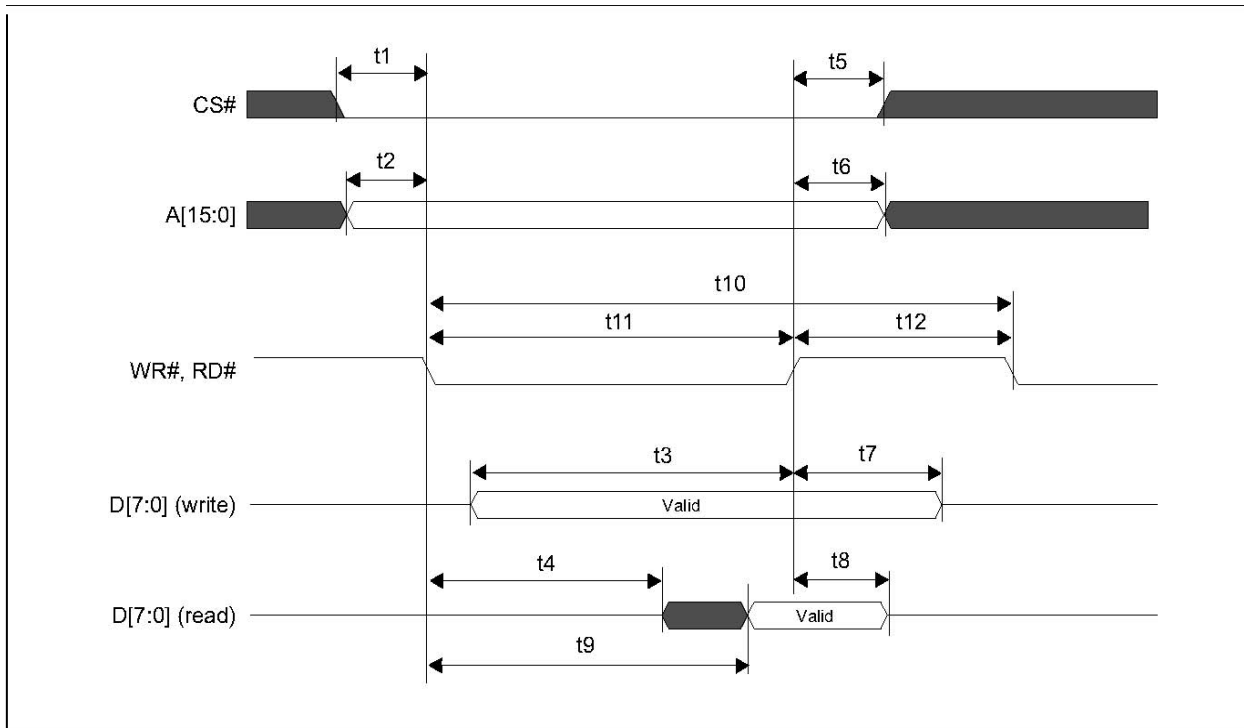 t1
t5
CS#
t2
t6
A[15:0]
t10
t11
t12
WR#, RD#
t3
t7
D[7:0] (write)
Valid
t4
t8
D[7:0] (read)
Valid
t9